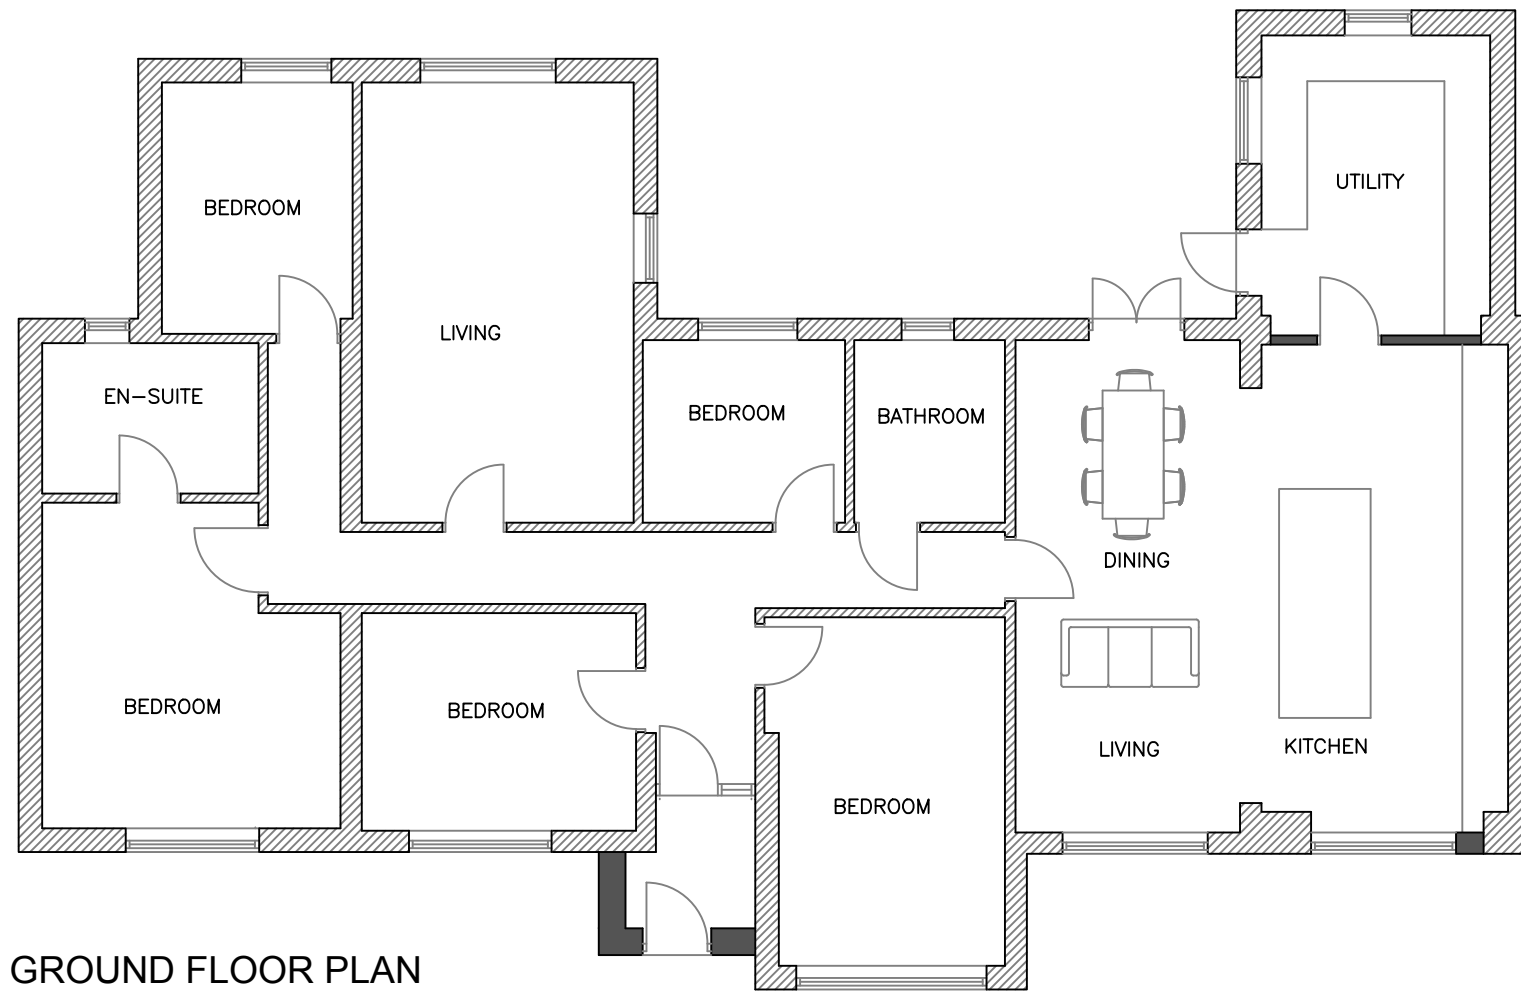 UTILITY
BEDROOM
LIVING
EN-SUITE
BEDROOM
BATHROOM
DINING
BEDROOM
BEDROOM
LIVING
KITCHEN
BEDROOM
GROUND FLOOR PLAN